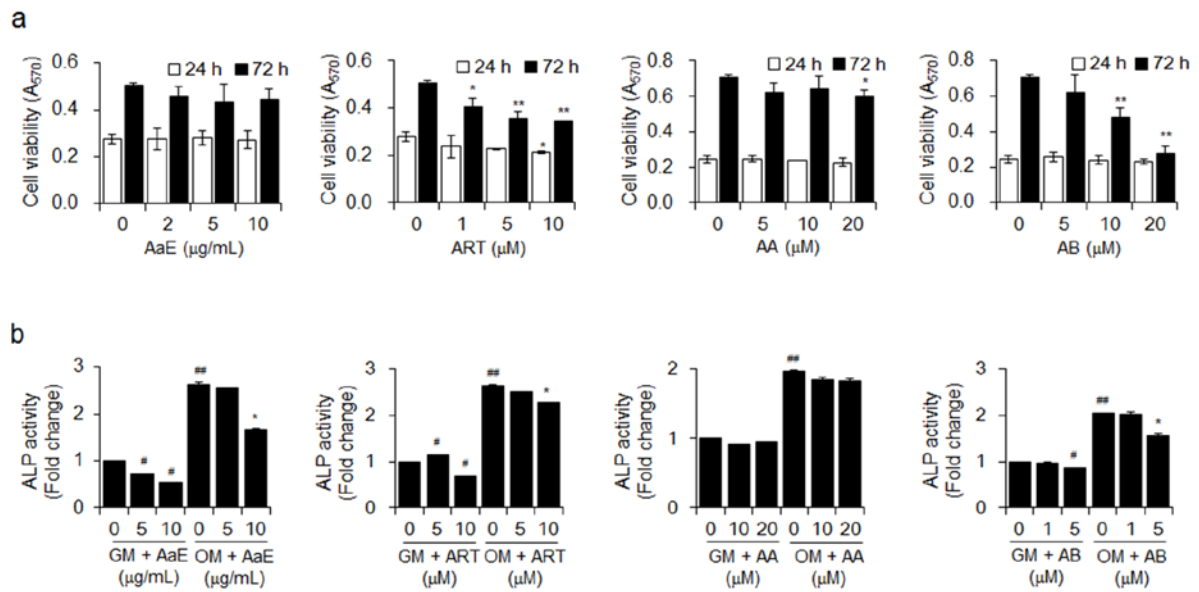 a
Cell viability (A570)
0.6
0.4
0.2
0.0
24 h 72 h
0 2 5 10
AaE (μg/mL)
Cell viability (A570)
0.6
0.4
0.2
0.0
24 h 72 h
* ** ** *
0 1 5 10
ART (μM)
Cell viability (A570)
0.8
0.6
0.4
0.2
0.0
24 h 72 h
*
0 5 10 20
AA (μM)
Cell viability (A570)
0.8
0.6
0.4
0.2
0.0
24 h 72 h
** **
0 5 10 20
AB (μM)
b
ALP activity
(Fold change)
3
2
1
0
# # ## *
0 5 10 0 5 10
GM + AaE OM + AaE
(μg/mL) (μg/mL)
ALP activity
(Fold change)
3
2
1
0
# # ## *
0 5 10 0 5 10
GM + ART OM + ART
(μM) (μM)
ALP activity
(Fold change)
2
1
0
##
0 10 20 0 10 20
GM + AA OM + AA
(μM) (μM)
ALP activity
(Fold change)
3
2
1
0
# ## *
0 1 5 0 1 5
GM + AB OM + AB
(μM) (μM)